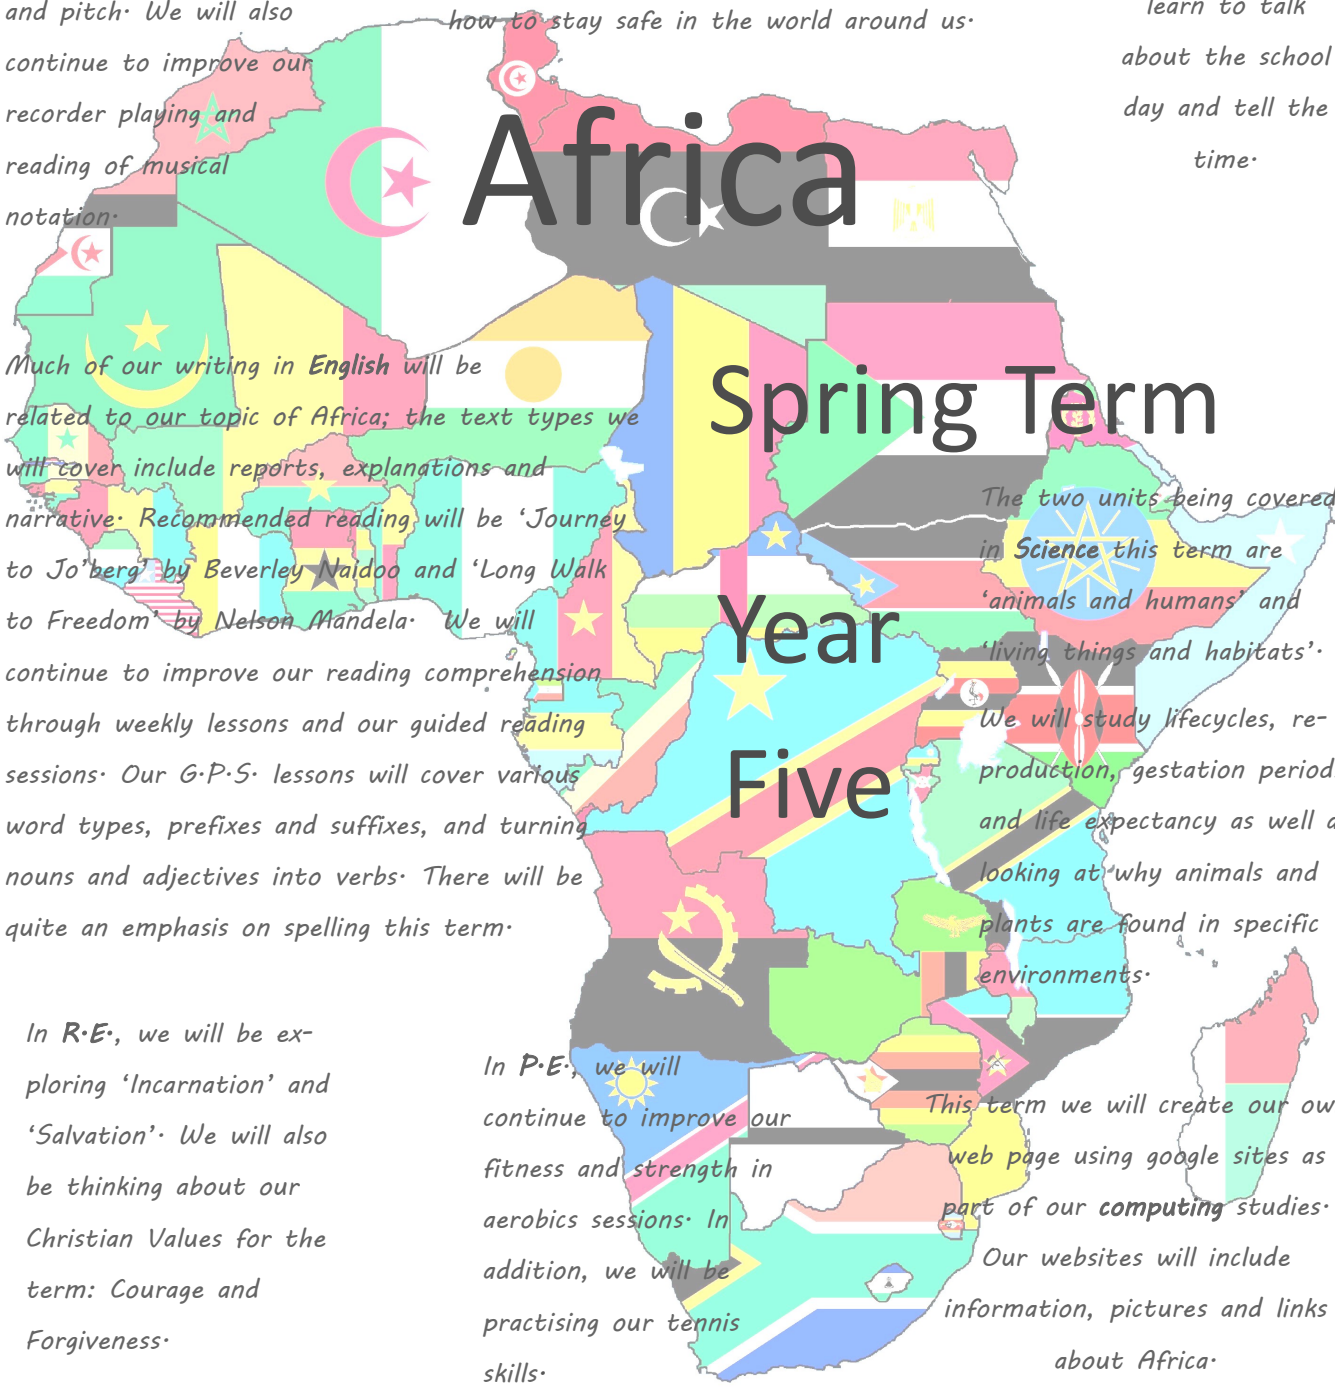 and pitch. We will also
continue to improve our
recorder playing and
reading of musical
notation.
how to stay safe in the world around us.
learn to talk
about the school
day and tell the
time.
Africa
Spring Term
Year
Five
Much of our writing in English will be
related to our topic of Africa; the text types we
will cover include reports, explanations and
narrative. Recommended reading will be ‘Journey
to Jo’berg’ by Beverley Naidoo and ‘Long Walk
to Freedom’ by Nelson Mandela. We will
continue to improve our reading comprehension
through weekly lessons and our guided reading
sessions. Our G.P.S. lessons will cover various
word types, prefixes and suffixes, and turning
nouns and adjectives into verbs. There will be
quite an emphasis on spelling this term.
The two units being covered
in Science this term are
‘animals and humans’ and
‘living things and habitats’.
We will study lifecycles, re-
production, gestation period
and life expectancy as well a
looking at why animals and
plants are found in specific
environments.
In R.E., we will be ex-
ploring ‘Incarnation’ and
‘Salvation’. We will also
be thinking about our
Christian Values for the
term: Courage and
Forgiveness.
In P.E., we will
continue to improve our
fitness and strength in
aerobics sessions. In
addition, we will be
practising our tennis
skills.
This term we will create our ow
web page using google sites as
part of our computing studies.
Our websites will include
information, pictures and links
about Africa.